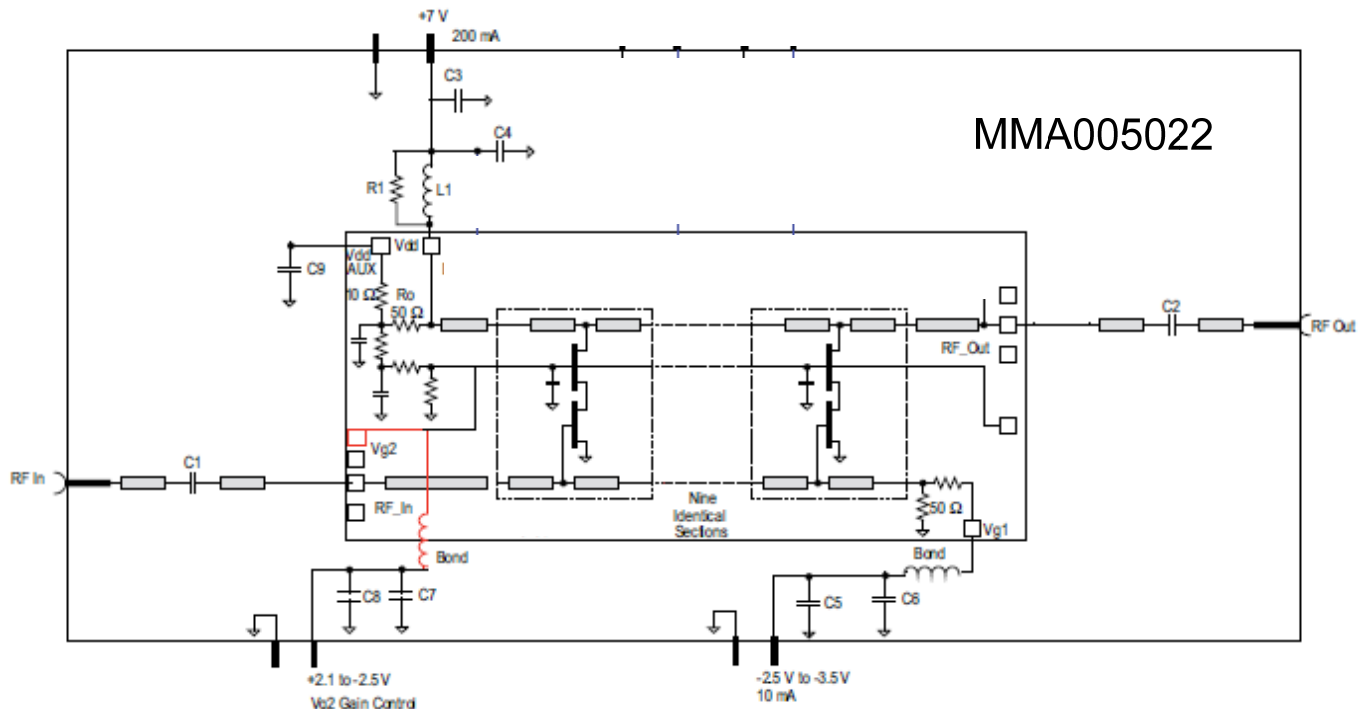 +7 V
200 mA
C3
MMA005022
C4
R1
L1
Vdd
Vdd
AUX
C9
10 Ω
Ro
50 Ω
C2
RF Out
RF_Out
Vg2
C1
RF In
RF_In
Nine
Identical
Sections
50 Ω
Vg1
Bond
Bond
C8
C7
C5
C6
+2.1 to -2.5 V
Vg2 Gain Control
-2.5 V to -3.5 V
10 mA